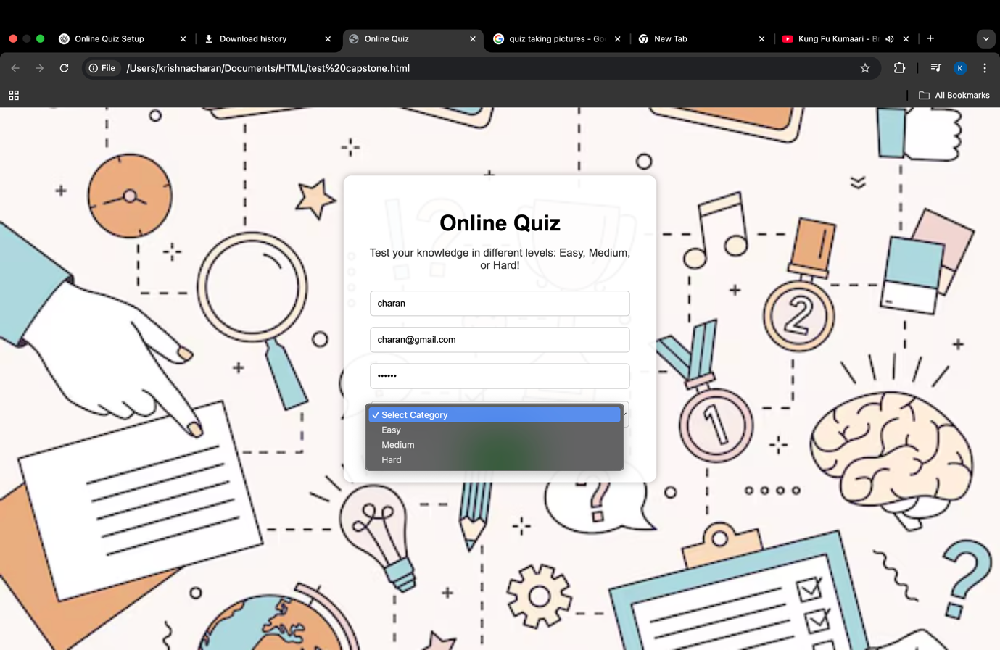 Online Quiz Setup
Download history
Online Quiz
quiz taking pictures - Go
New Tab
Kung Fu Kumaari - Br
File
/Users/krishnacharan/Documents/HTML/test%20capstone.html
K
All Bookmarks
Online Quiz
Test your knowledge in different levels: Easy, Medium,
or Hard!
charan
charan@gmail.com
••••••
✓ Select Category
Easy
Medium
Hard
2
1
?
?